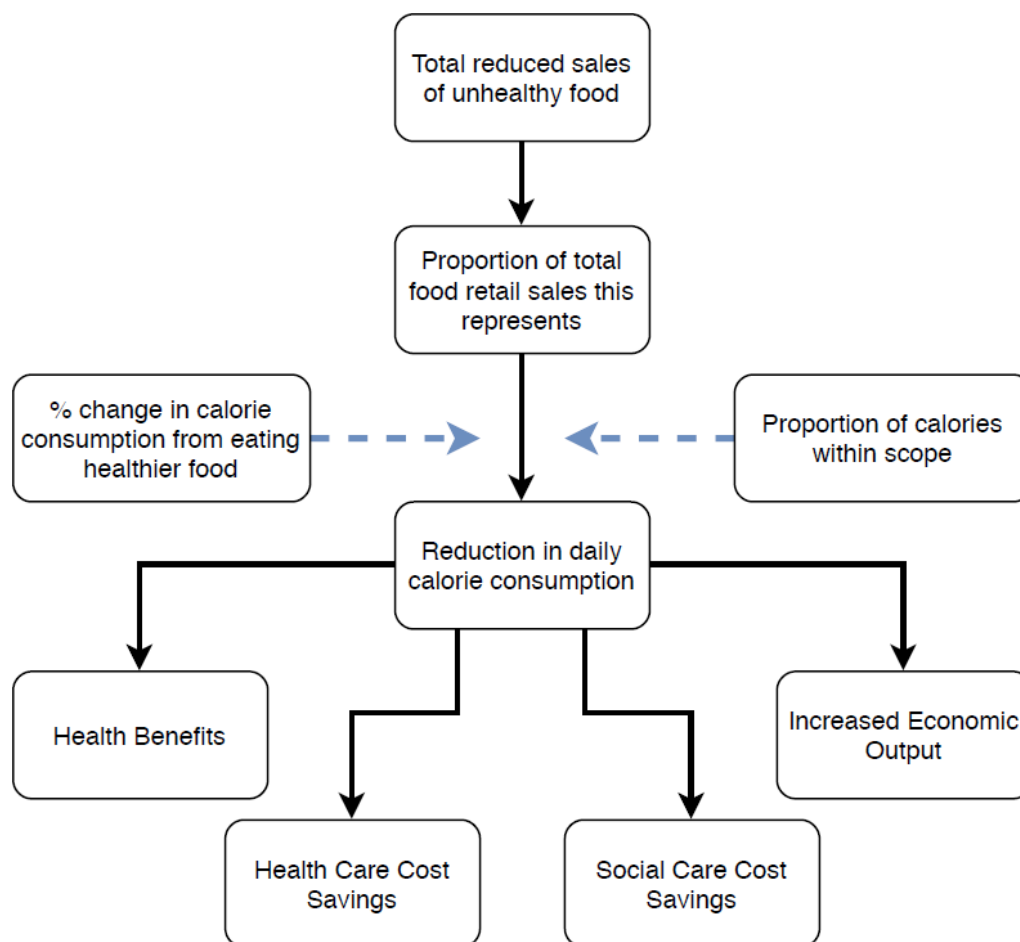 Total reduced sales
of unhealthy food
Proportion of total
food retail sales this
represents
% change in calorie
consumption from eating
healthier food
Proportion of calories
within scope
Reduction in daily
calorie consumption
Health Benefits
Increased Economic
Output
Health Care Cost
Savings
Social Care Cost
Savings